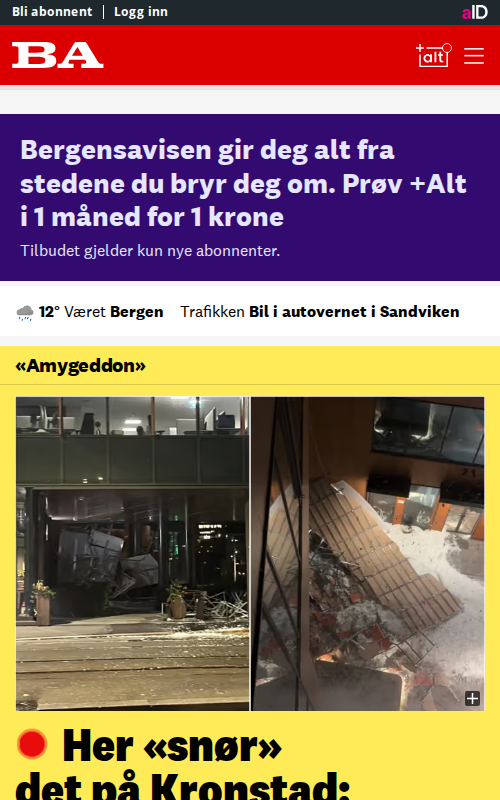 Bli abonnent | Logg inn
aID
BA
+alt
Bergensavisen gir deg alt fra
stedene du bryr deg om. Prøv +Alt
i 1 måned for 1 krone
Tilbudet gjelder kun nye abonnenter.
12° Været Bergen Trafikken Bil i autovernet i Sandviken
«Amygeddon»
Her «snør»
det på Kronstad: